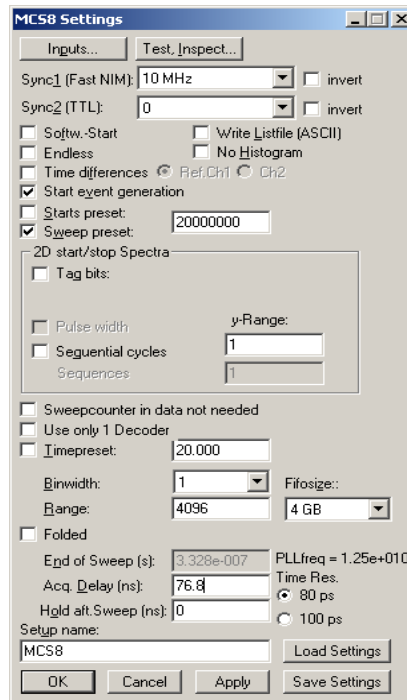 MCS8 Settings
Inputs... Test, Inspect...
Sync1 (Fast NIM): 10 MHz invert
Sync2 (TTL): 0 invert
Softw.-Start Write Listfile (ASCII)
Endless No Histogram
Time differences Ref.Ch1 Ch2
Start event generation
Starts preset:
20000000
Sweep preset:
2D start/stop Spectra
Tag bits:
Pulse width y-Range:
Sequential cycles 1
Sequences 1
Sweepcounter in data not needed
Use only 1 Decoder
Timepreset: 20.000
Binwidth: 1 Fifosize::
Range: 4096 4 GB
Folded
End of Sweep (s): 3.328e-007 PLLfreq = 1.25e+010
Acq. Delay (ns): 76.8 Time Res.
80 ps
Hold aft.Sweep (ns): 0 100 ps
Setup name:
MCS8 Load Settings
OK Cancel Apply Save Settings